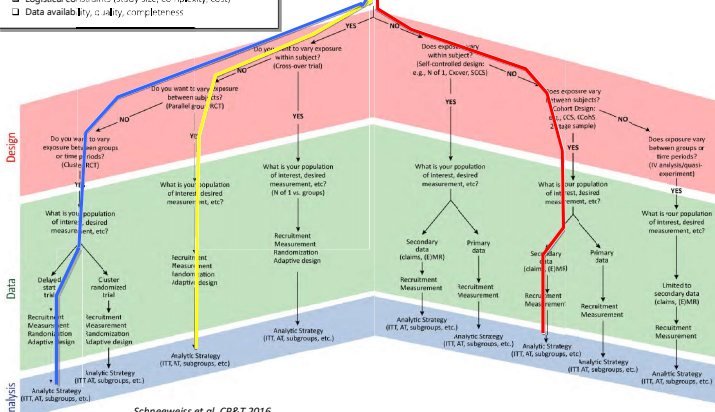 Logistical constraints (study size, complexity, cost)
Data availability, quality, completeness
YES
NO
Do you want to vary exposure
within subject?
(Cross-over trial)
NO
YES
Do you want to vary exposure
between subjects?
(Parallel group RCT)
NO
YES
Do you want to vary
exposure between groups
or time periods?
(Cluster RCT)
YES
Does exposure vary
within subject?
(Self-controlled design:
e.g., N of 1, Cxover, SCCS)
NO
YES
Does exposure vary
between subjects?
(Cohort Design:
e.g., CCS, KCohS
2-stage sample)
NO
YES
Does exposure vary
between groups or
time periods?
(IV analysis/quasi-
experiment)
YES
Design
Data
Analysis
What is your population
of interest, desired
measurement, etc?
Delayed
start
trial
Cluster
randomized
trial
Recruitment
Measurement
Randomization
Adaptive design
Recruitment
Measurement
Randomization
Adaptive design
Analytic Strategy
(ITT, AT, subgroups, etc.)
Analytic Strategy
(ITT, AT, subgroups, etc.)
What is your population
of interest, desired
measurement, etc?
Recruitment
Measurement
Randomization
Adaptive design
Analytic Strategy
(ITT, AT, subgroups, etc)
What is your population
of interest, desired
measurement, etc?
(N of 1 vs. groups)
Recruitment
Measurement
Randomization
Adaptive design
Analytic Strategy
(ITT, AT, subgroups, etc.)
What is your population
of interest, desired
measurement, etc?
Secondary
data
(claims, (E)MR)
Primary
data
Recruitment
Measurement
Recruitment
Measurement
Analytic Strategy
(ITT, AT, subgroups, etc.)
Analytic Strategy
(ITT, AT, subgroups, etc.)
What is your population
of interest, desired
measurement, etc?
Secondary
data
(claims, (E)MR)
Primary
data
Recruitment
Measurement
Recruitment
Measurement
Analytic Strategy
(ITT, AT, subgroups, etc)
Analytic Strategy
(ITT, AT, subgroups, etc.)
What is your population
of interest, desired
measurement, etc?
Limited to
secondary data
(claims, (E)MR)
Recruitment
Measurement
Analytic Strategy
(ITT, AT, subgroups, etc.)
Schneeweiss et al. CP&T 2016